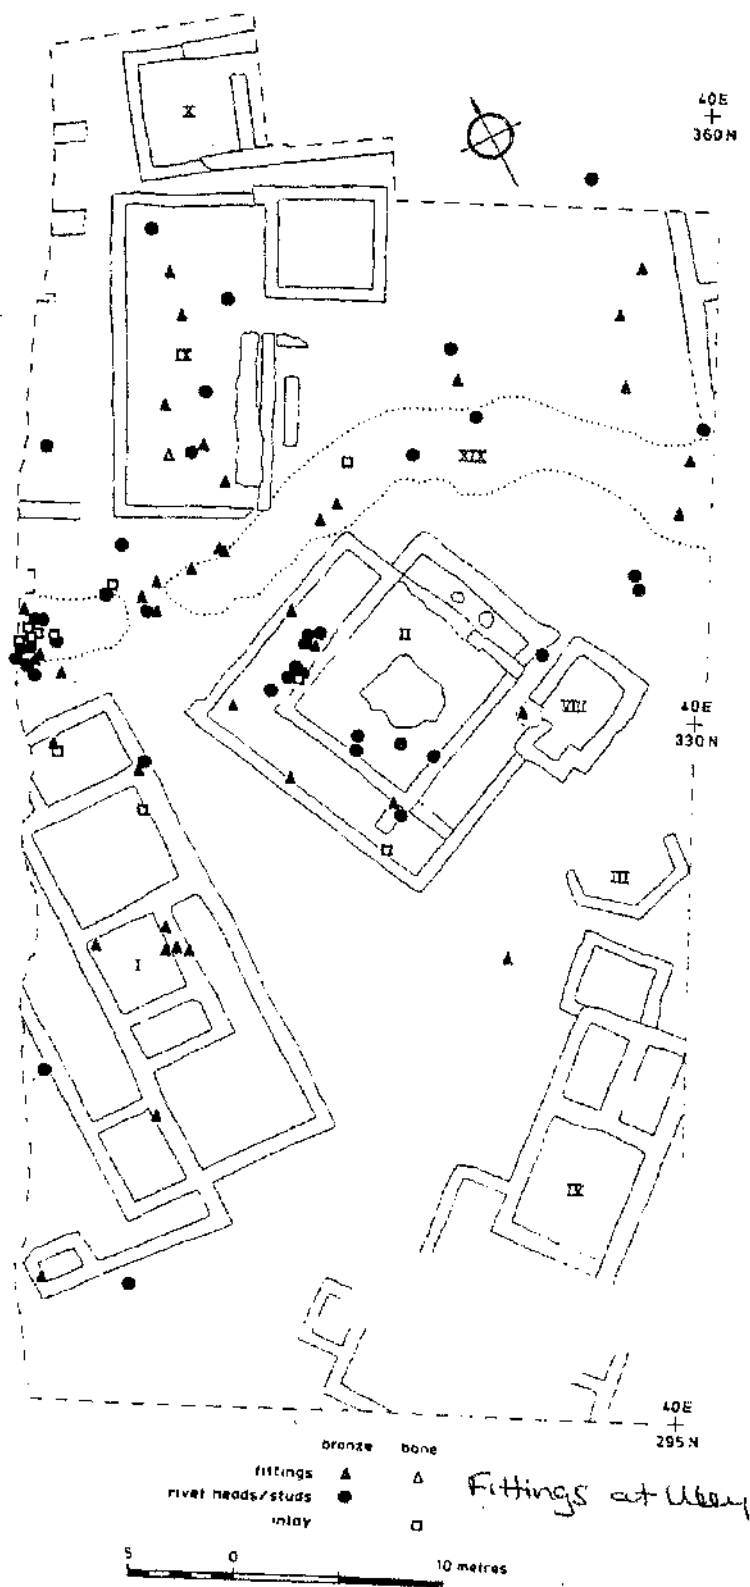 X
40E
360N
IX
XIX
II
VIII
40E
330N
III
I
IV
40E
295N
bronze bone
fittings
rivet heads/studs
inlay
Fittings at Uley
5 0 10 metres